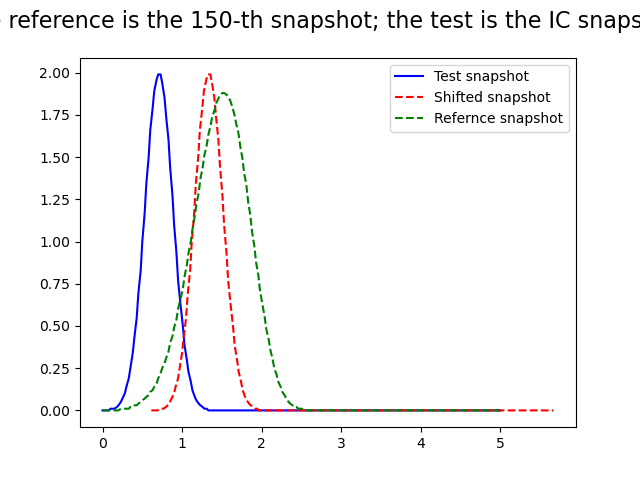 reference is the 150-th snapshot; the test is the IC snaps
Test snapshot
Shifted snapshot
Refernce snapshot
2.00
1.75
1.50
1.25
1.00
0.75
0.50
0.25
0.00
0 1 2 3 4 5